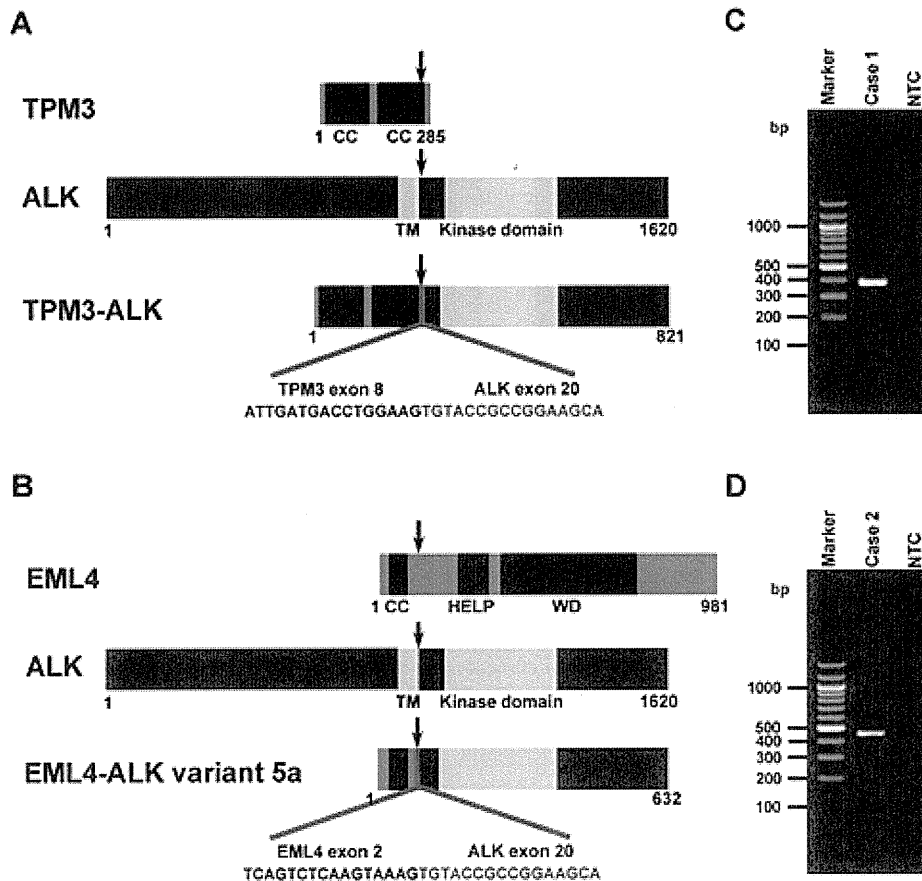 A
TPM3
1 CC CC 285
ALK
1 TM Kinase domain 1620
TPM3-ALK
1 821
TPM3 exon 8 ALK exon 20
ATTGATGACCTGGAAGTGTACCGCCGGAAGCA
C
Marker Case 1 NTC
bp
1000
500
400
300
200
100
B
EML4
1 CC HELP WD 981
ALK
1 TM Kinase domain 1620
EML4-ALK variant 5a
1 632
EML4 exon 2 ALK exon 20
TCAGTCTCAAGTAAAGTGTACCGCCGGAAGCA
D
Marker Case 2 NTC
bp
1000
500
400
300
200
100